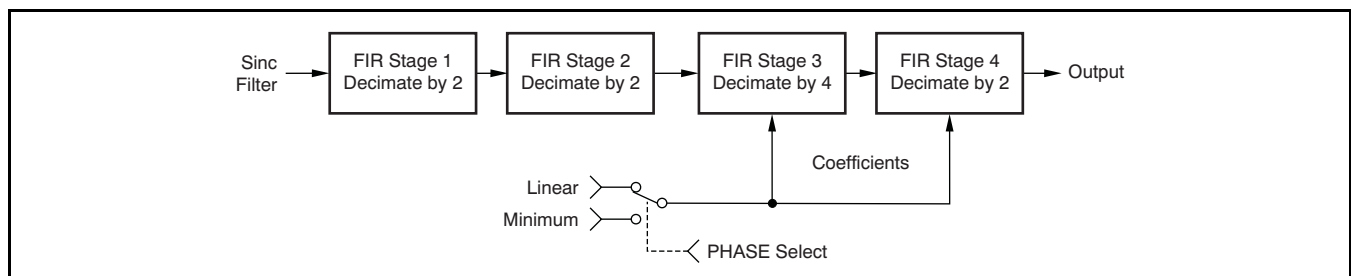 Sinc
Filter
FIR Stage 1
Decimate by 2
FIR Stage 2
Decimate by 2
FIR Stage 3
Decimate by 4
FIR Stage 4
Decimate by 2
Output
Coefficients
Linear
Minimum
PHASE Select